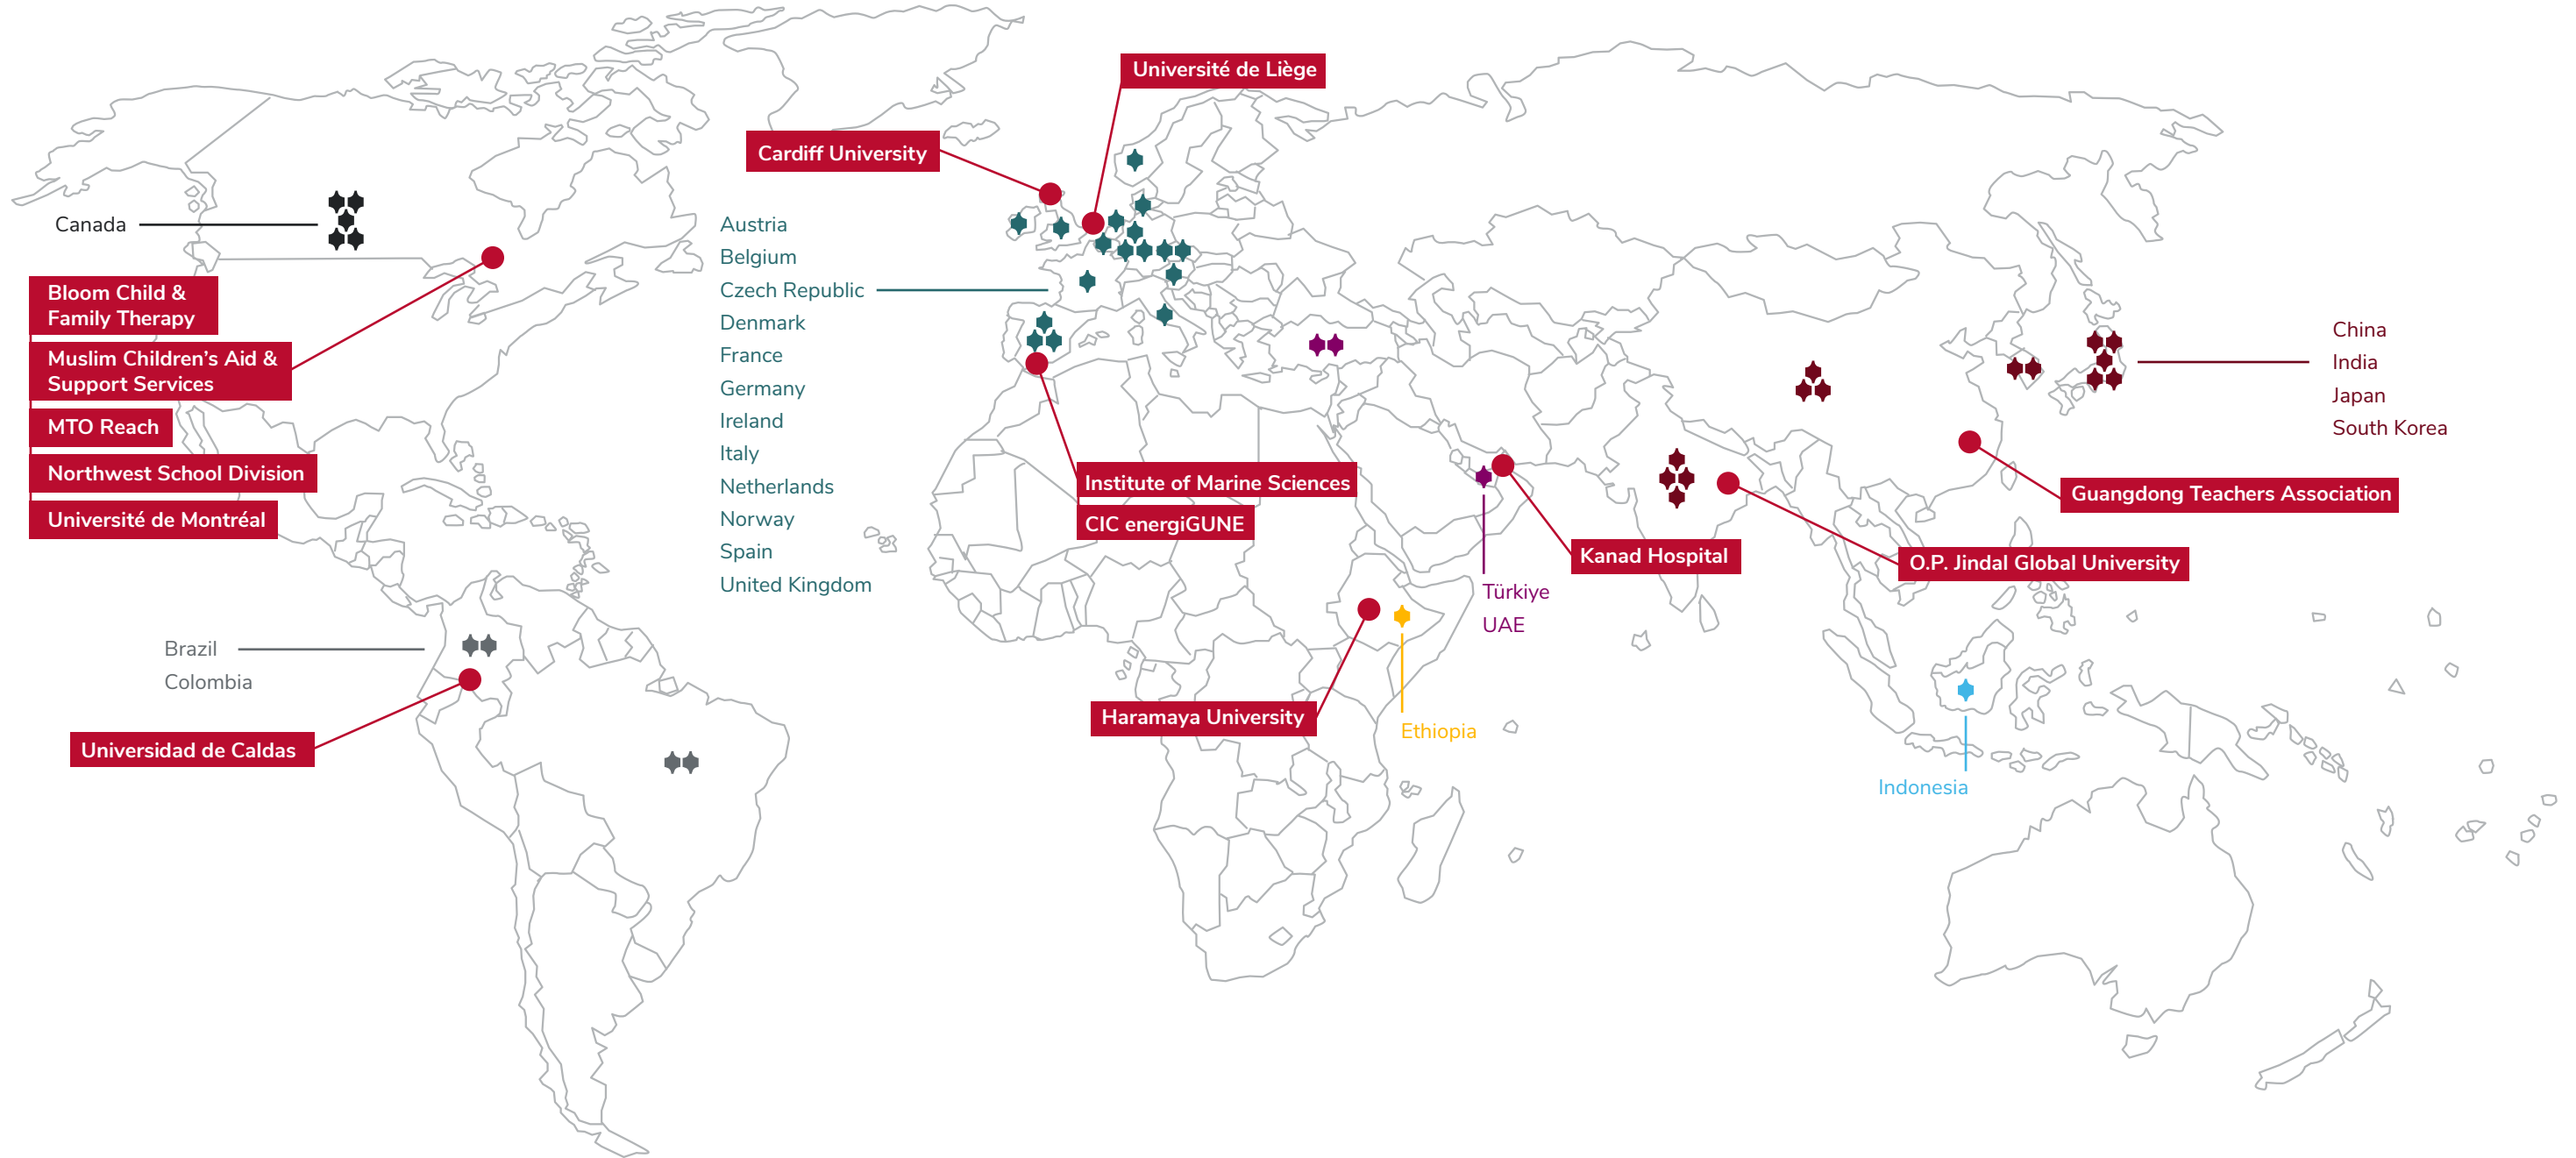 Université de Liège
Cardiff University
Canada
Bloom Child &
Family Therapy
Muslim Children’s Aid &
Support Services
MTO Reach
Northwest School Division
Université de Montréal
Austria
Belgium
Czech Republic
Denmark
France
Germany
Ireland
Italy
Netherlands
Norway
Spain
United Kingdom
China
India
Japan
South Korea
Institute of Marine Sciences
CIC energiGUNE
Guangdong Teachers Association
Kanad Hospital
O.P. Jindal Global University
Türkiye
UAE
Brazil
Colombia
Universidad de Caldas
Haramaya University
Ethiopia
Indonesia